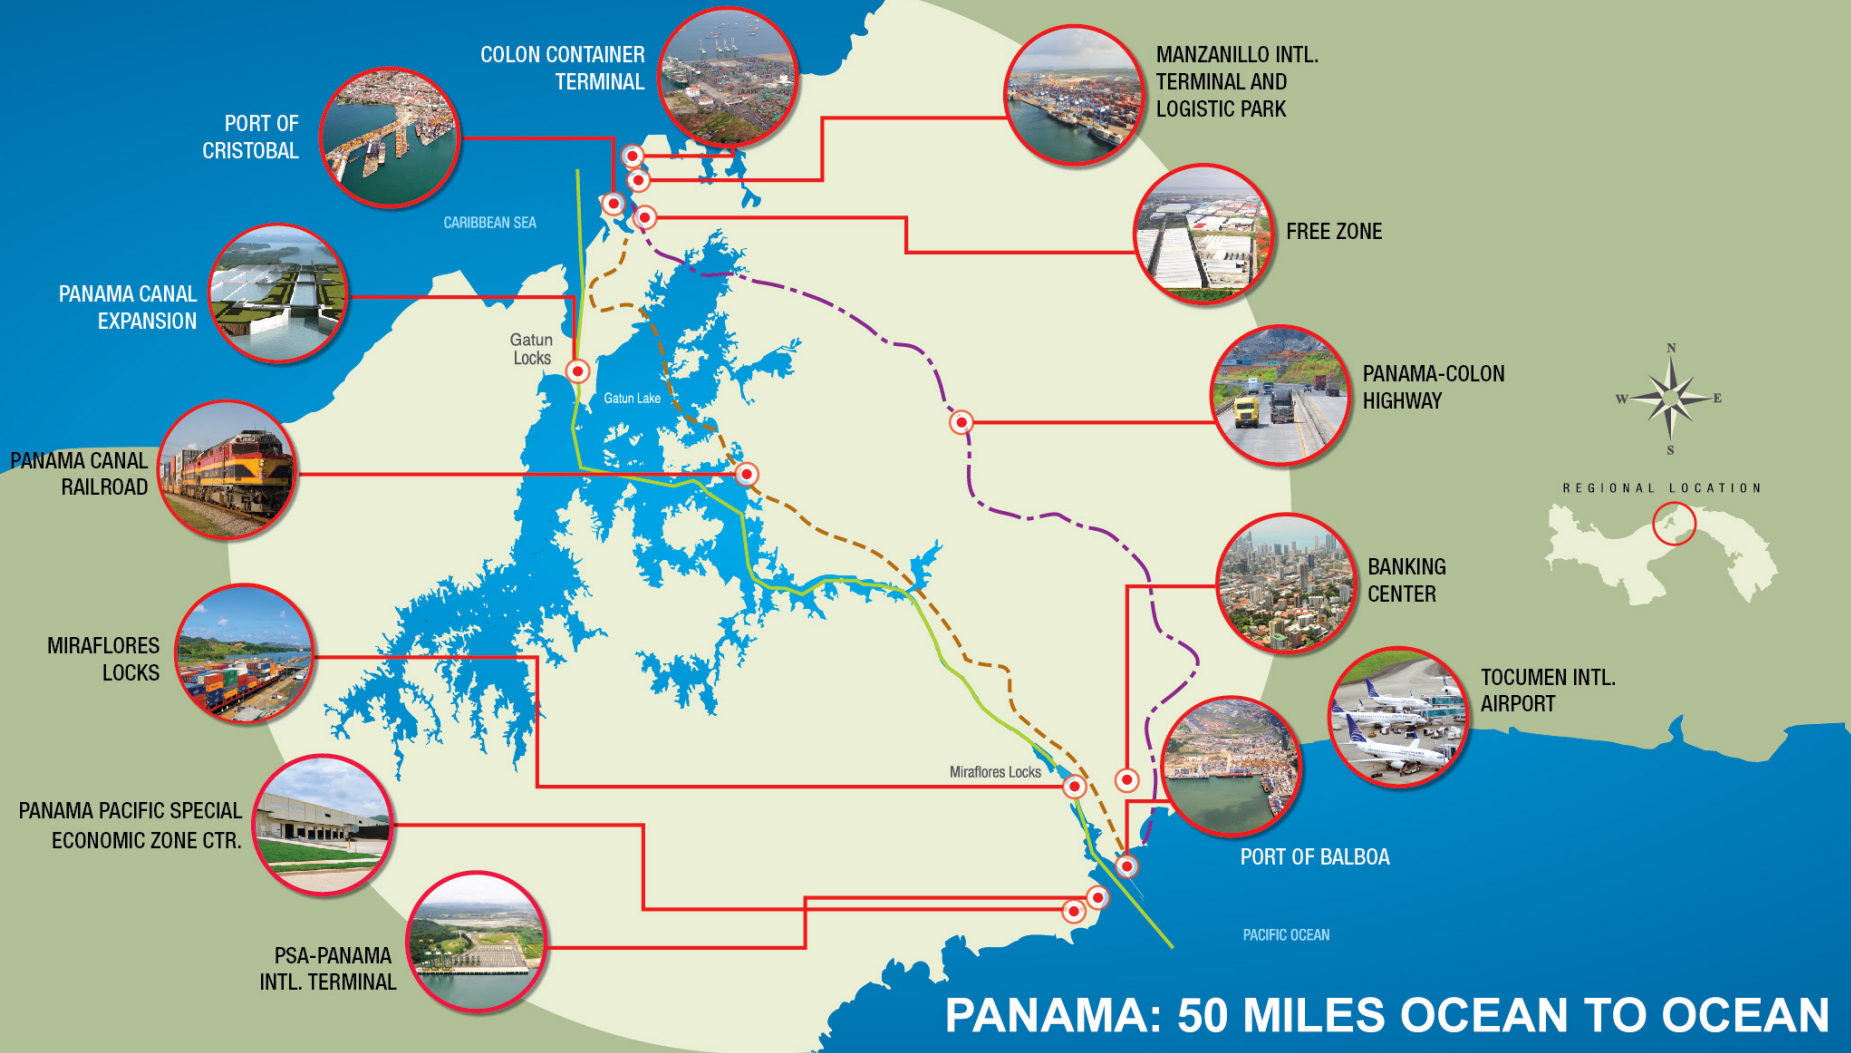 COLON CONTAINER
TERMINAL
MANZANILLO INTL.
TERMINAL AND
LOGISTIC PARK
PORT OF
CRISTOBAL
CARIBBEAN SEA
FREE ZONE
PANAMA CANAL
EXPANSION
Gatun
Locks
Gatun Lake
PANAMA-COLON
HIGHWAY
N
W
E
S
REGIONAL LOCATION
PANAMA CANAL
RAILROAD
BANKING
CENTER
MIRAFLORES
LOCKS
TOCUMEN INTL.
AIRPORT
Miraflores Locks
PANAMA PACIFIC SPECIAL
ECONOMIC ZONE CTR.
PORT OF BALBOA
PACIFIC OCEAN
PSA-PANAMA
INTL. TERMINAL
PANAMA: 50 MILES OCEAN TO OCEAN